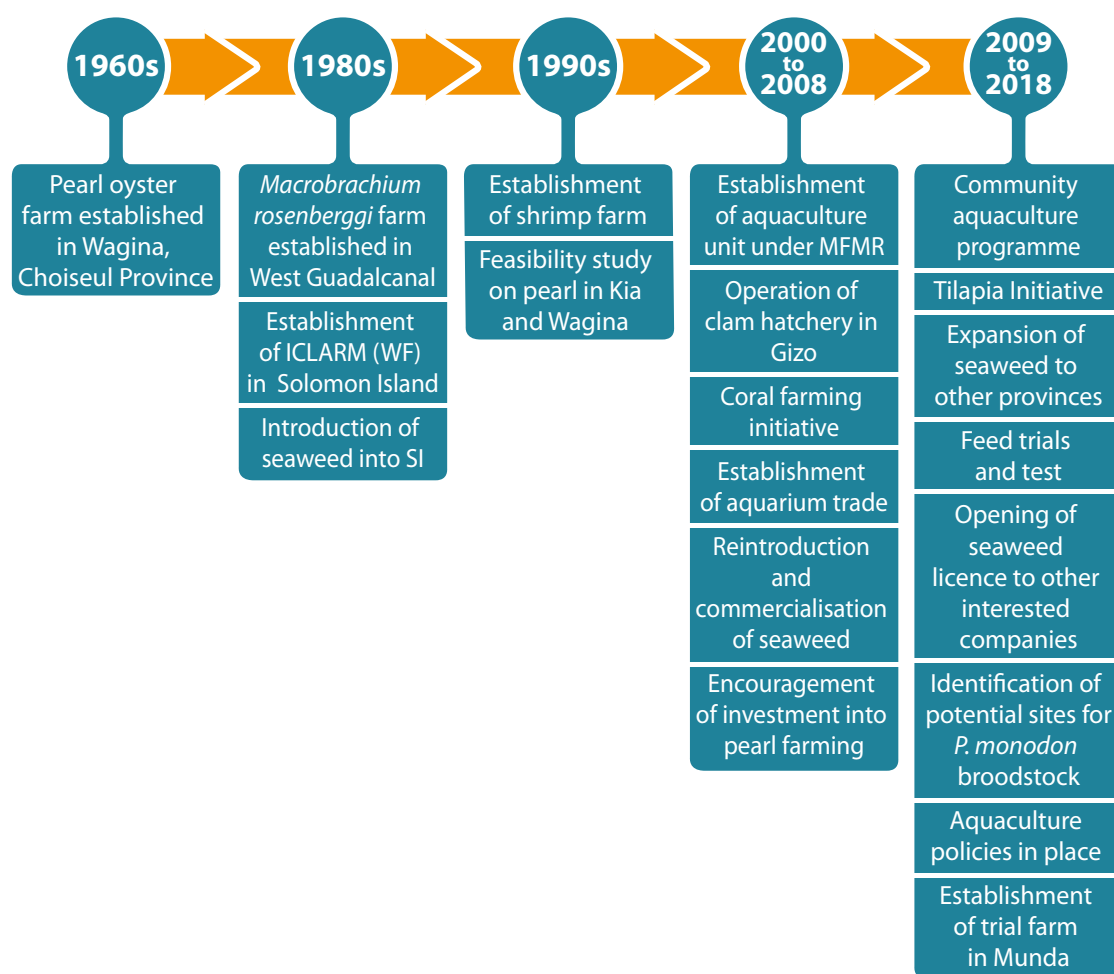 1960s
Pearl oyster
farm established
in Wagina,
Choiseul Province
1980s
Macrobrachium
rosenberggi farm
established in
West Guadalcanal
Establishment
of ICLARM (WF)
in Solomon Island
Introduction of
seaweed into SI
1990s
Establishment
of shrimp farm
Feasibility study
on pearl in Kia
and Wagina
2000
to
2008
Establishment
of aquaculture
unit under MFMR
Operation of
clam hatchery in
Gizo
Coral farming
initiative
Establishment
of aquarium trade
Reintroduction
and
commercialisation
of seaweed
Encouragement
of investment into
pearl farming
2009
to
2018
Community
aquaculture
programme
Tilapia Initiative
Expansion of
seaweed to
other provinces
Feed trials
and test
Opening of
seaweed
licence to other
interested
companies
Identification of
potential sites for
P. monodon
broodstock
Aquaculture
policies in place
Establishment
of trial farm
in Munda